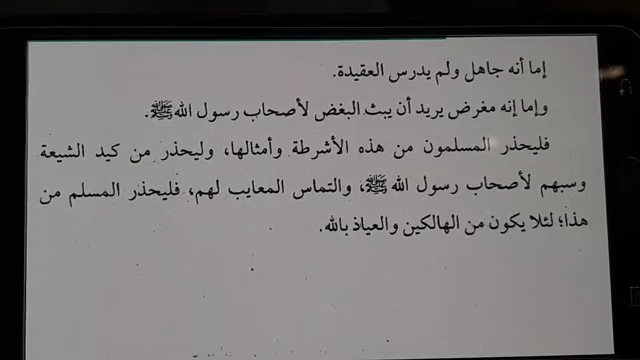 إما أنه جاهل ولم يدرس العقيدة.
وإما إنه مغرض يريد أن يبث البغض لأصحاب رسول الله ﷺ.
فليحذر المسلمون من هذه الأشرطة وأمثالها، وليحذر من كيد الشيعة
وسبهم لأصحاب رسول الله ﷺ، والتماس المعايب لهم، فليحذر المسلم من
هذا؛ لئلا يكون من الهالكين والعياذ بالله.